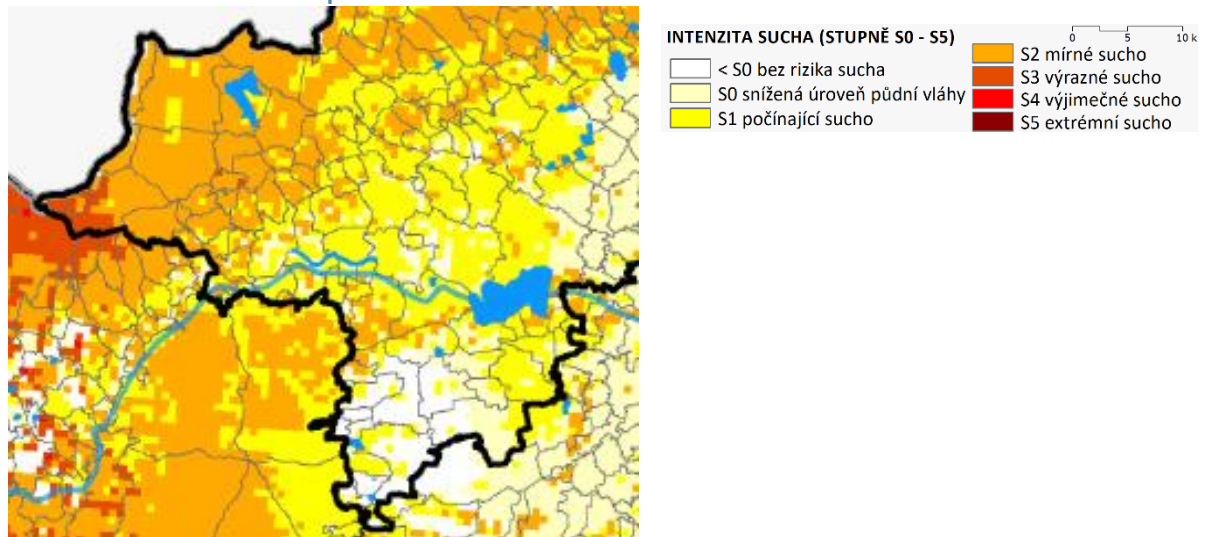 INTENZITA SUCHA (STUPNĚ S0 - S5)
0 5 10 k
< S0 bez rizika sucha
S0 snížená úroveň půdní vláhy
S1 počínající sucho
S2 mírné sucho
S3 výrazné sucho
S4 výjimečné sucho
S5 extrémní sucho